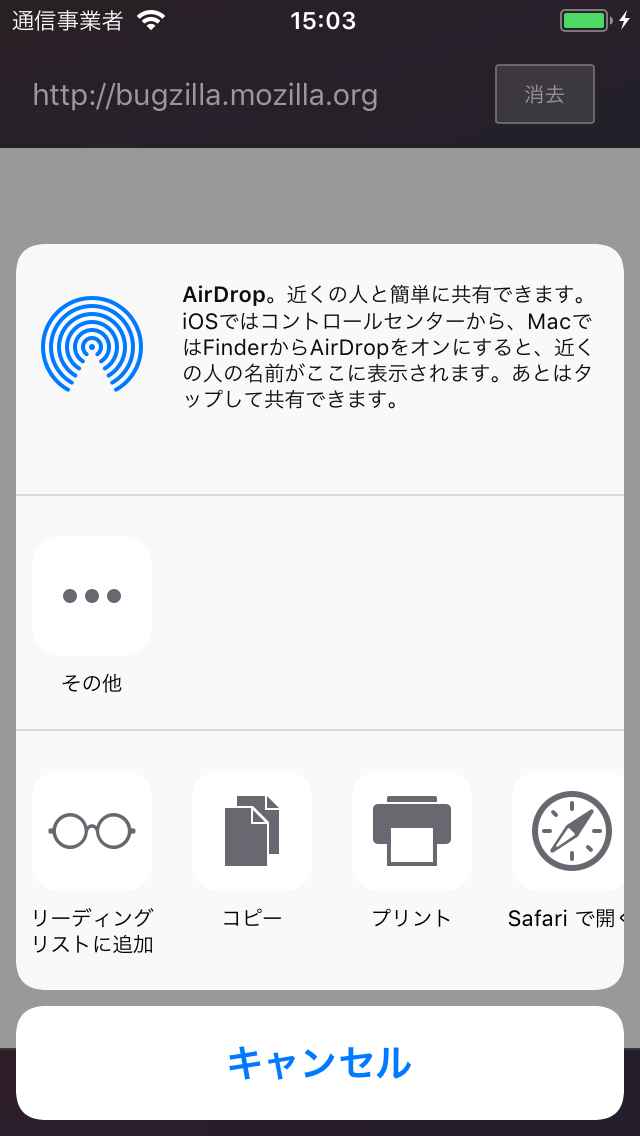 通信事業者 15:03
http://bugzilla.mozilla.org 消去
AirDrop。近くの人と簡単に共有できます。
iOSではコントロールセンターから、Macで
はFinderからAirDropをオンにすると、近く
の人の名前がここに表示されます。あとはタ
ップして共有できます。
その他
リーディング
リストに追加
コピー
プリント
Safari で開く
キャンセル